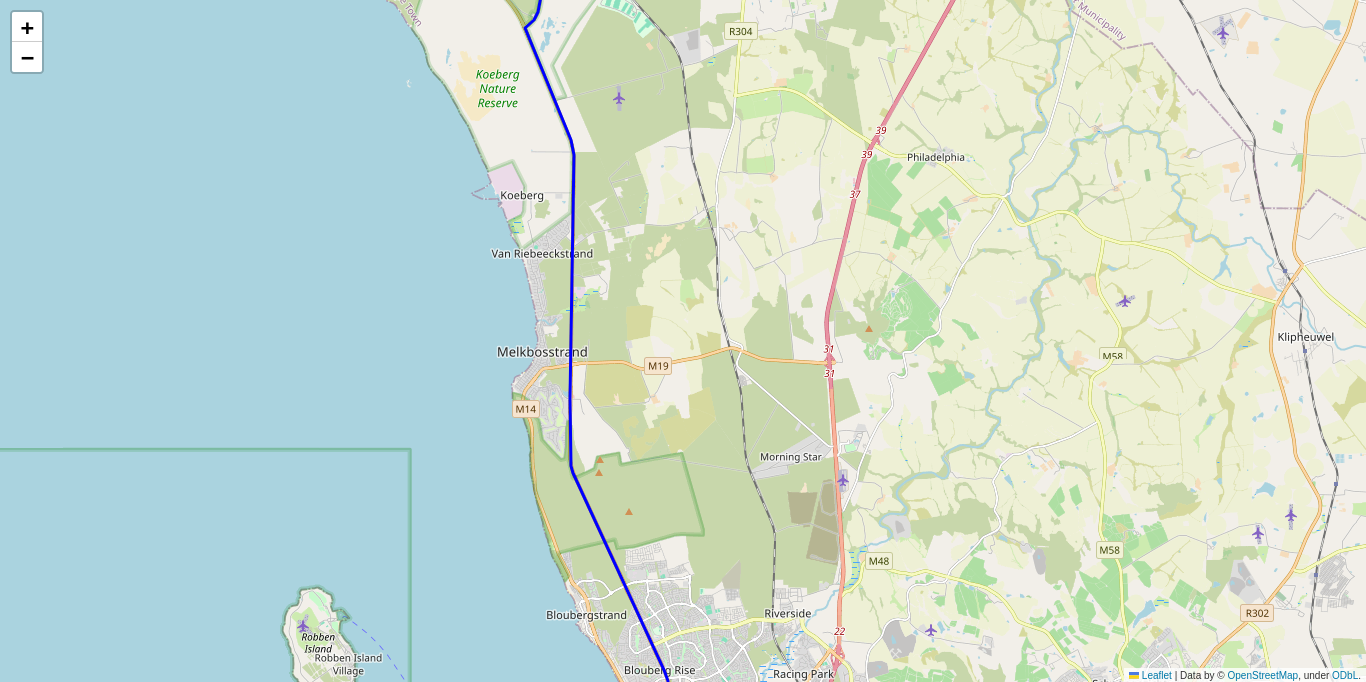 +
−
e Town
Municipality
R304
Koeberg
Nature
Reserve
39
39
Philadelphia
37
Koeberg
Van Riebeeckstrand
31
31
Melkbosstrand
M19
M58
Klipheuwel
M14
Morning Star
M48
M58
Bloubergstrand
Riverside
22
R302
Robben
Island
Robben Island
Village
Blouberg Rise
Racing Park
Leaflet | Data by © OpenStreetMap, under ODbL.